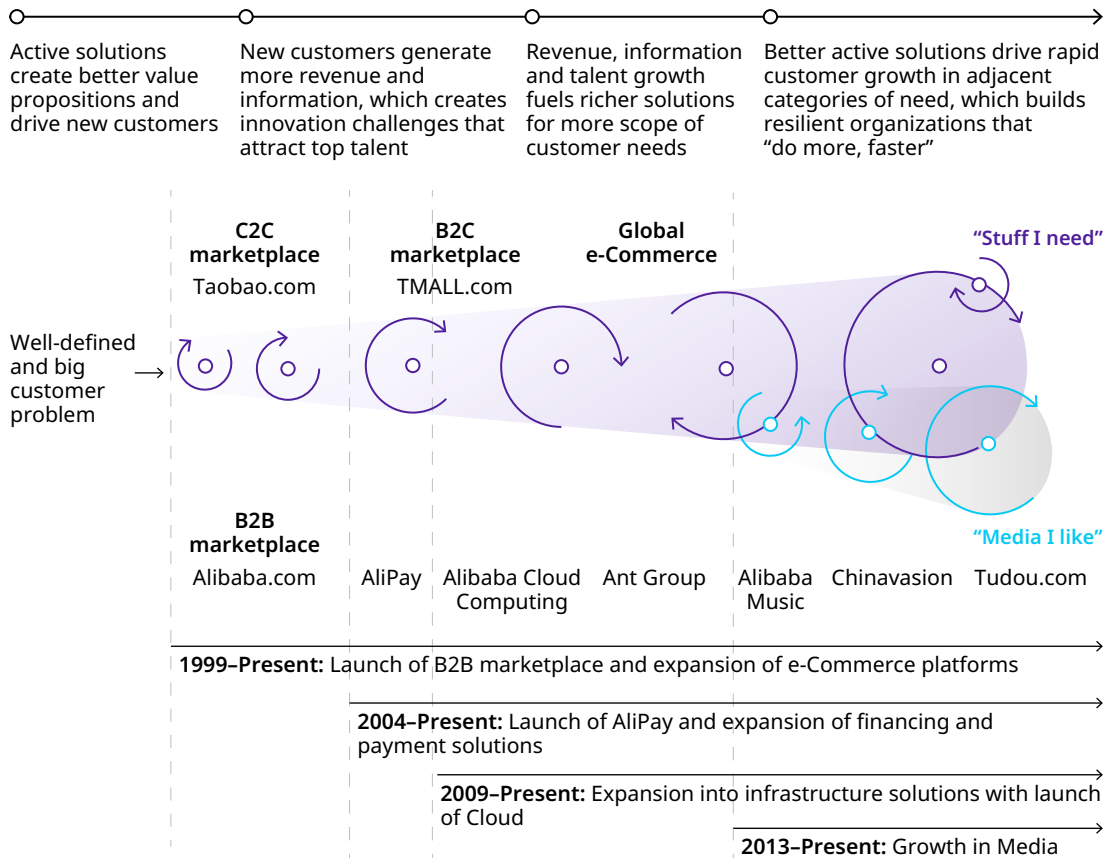 Active solutions
create better value
propositions and
drive new customers
New customers generate
more revenue and
information, which creates
innovation challenges that
attract top talent
Revenue, information
and talent growth
fuels richer solutions
for more scope of
customer needs
Better active solutions drive rapid
customer growth in adjacent
categories of need, which builds
resilient organizations that
“do more, faster”
C2C
marketplace
Taobao.com
B2C
marketplace
TMALL.com
Global
e-Commerce
“Stuff I need”
Well-defined
and big
customer
problem
B2B
marketplace
Alibaba.com
AliPay
Alibaba Cloud
Computing
Ant Group
Alibaba
Music
Chinavasion
Tudou.com
“Media I like”
1999–Present: Launch of B2B marketplace and expansion of e-Commerce platforms
2004–Present: Launch of AliPay and expansion of financing and
payment solutions
2009–Present: Expansion into infrastructure solutions with launch
of Cloud
2013–Present: Growth in Media